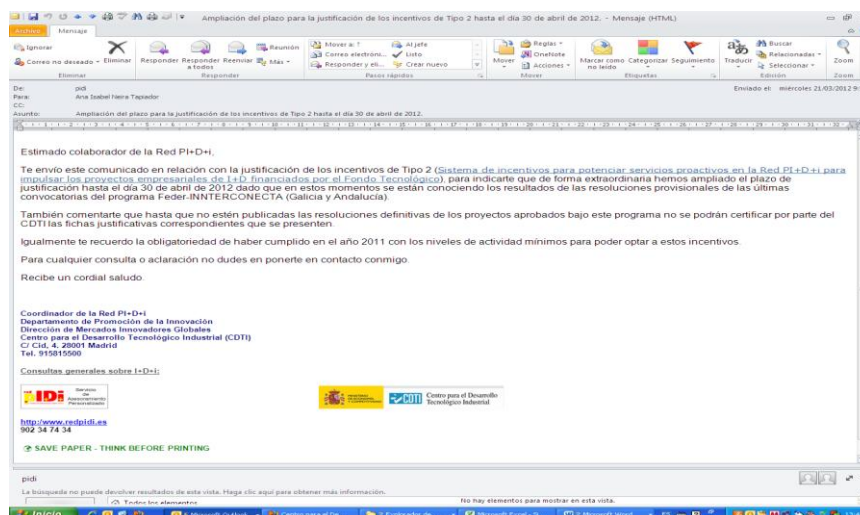 Ampliación del plazo para la justificación de los incentivos de Tipo 2 hasta el día 30 de abril de 2012. - Mensaje (HTML)
Archivo Mensaje
Ignorar
Correo no deseado
Eliminar
Responder Responder a todos Reenviar
Reunión
Más
Mover a: ?
Correo electróni...
Responder y eli...
Al jefe
Listo
Crear nuevo
Mover
Reglas
OneNote
Acciones
Marcar como no leído
Categorizar
Seguimiento
Traducir
Buscar
Relacionadas
Seleccionar
Zoom
Eliminar Responder Pasos rápidos Mover Etiquetas Edición Zoom
De: pidi
Enviado el: miércoles 21/03/2012 9:
Para: Ana Isabel Neira Tapiador
CC:
Asunto: Ampliación del plazo para la justificación de los incentivos de Tipo 2 hasta el día 30 de abril de 2012.
Estimado colaborador de la Red PI+D+i,
Te envío este comunicado en relación con la justificación de los incentivos de Tipo 2 (Sistema de incentivos para potenciar servicios proactivos en la Red PI+D+i para
impulsar los proyectos empresariales de I+D financiados por el Fondo Tecnológico), para indicarte que de forma extraordinaria hemos ampliado el plazo de
justificación hasta el día 30 de abril de 2012 dado que en estos momentos se están conociendo los resultados de las resoluciones provisionales de las últimas
convocatorias del programa Feder-INNTERCONECTA (Galicia y Andalucía).
También comentarte que hasta que no estén publicadas las resoluciones definitivas de los proyectos aprobados bajo este programa no se podrán certificar por parte del
CDTI las fichas justificativas correspondientes que se presenten.
Igualmente te recuerdo la obligatoriedad de haber cumplido en el año 2011 con los niveles de actividad mínimos para poder optar a estos incentivos.
Para cualquier consulta o aclaración no dudes en ponerte en contacto conmigo.
Recibe un cordial saludo.
Coordinador de la Red PI+D+i
Departamento de Promoción de la Innovación
Dirección de Mercados Innovadores Globales
Centro para el Desarrollo Tecnológico Industrial (CDTI)
C/ Cid, 4. 28001 Madrid
Tel. 915815500
Consultas generales sobre I+D+i:
PIDi Servicio de Asesoramiento Personalizado
CDTI Centro para el Desarrollo
Tecnológico Industrial
http:/www.redpidi.es
902 34 74 34
SAVE PAPER - THINK BEFORE PRINTING
pidi
La búsqueda no puede devolver resultados de esta vista. Haga clic aquí para obtener más información.
Todos los elementos
No hay elementos para mostrar en esta vista.
Inicio